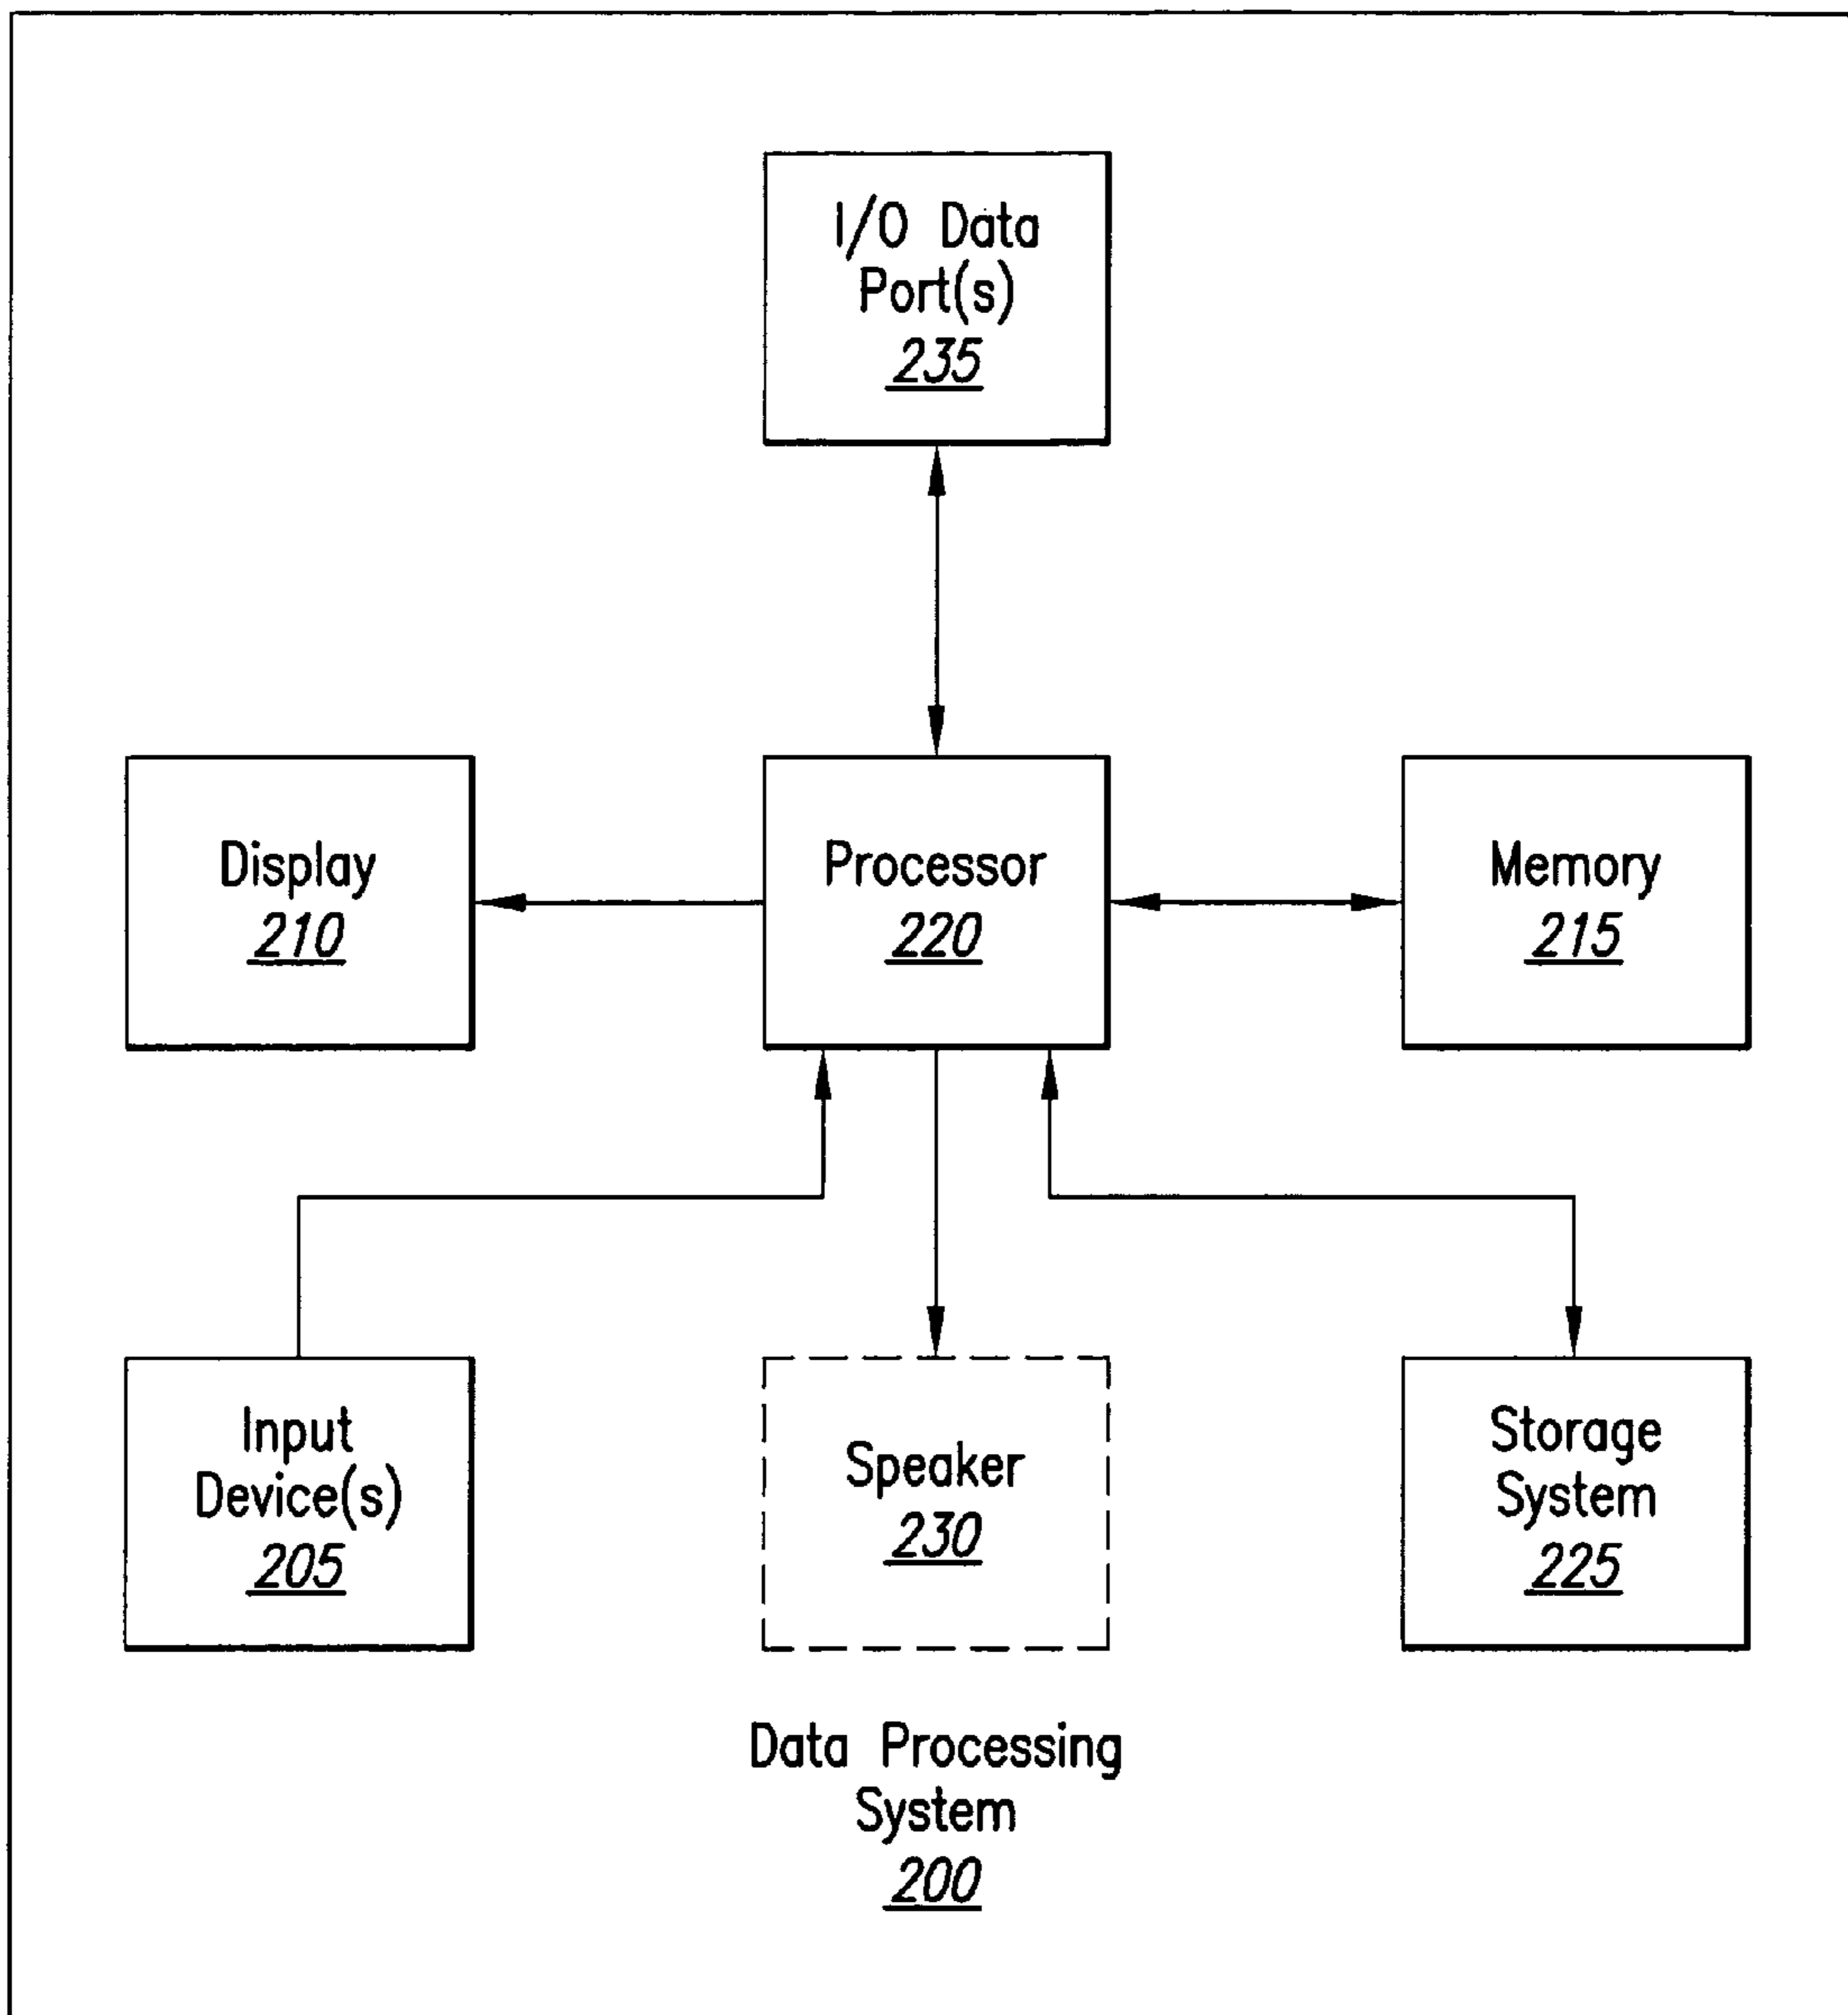 I/O Data
Port(s)
235
Display
210
Processor
220
Memory
215
Input
Device(s)
205
Speaker
230
Storage
System
225
Data Processing
System
200